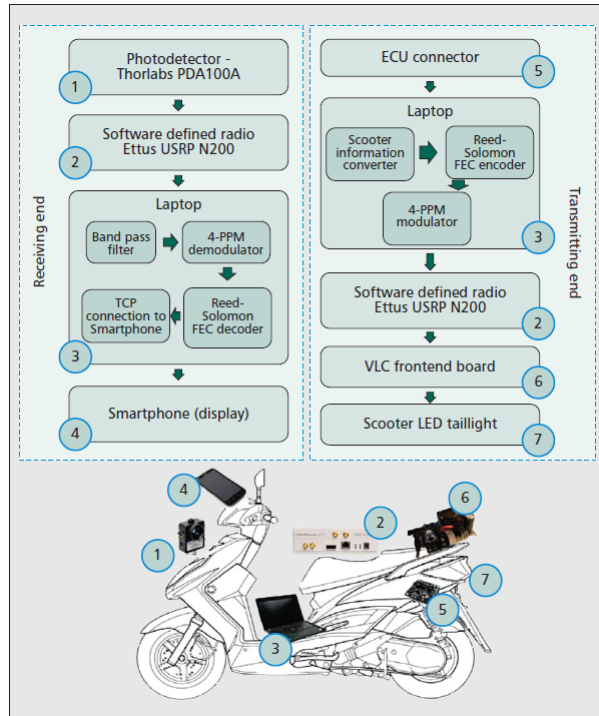 Receiving end
Photodetector -
Thorlabs PDA100A
1
Software defined radio
Ettus USRP N200
2
Laptop
Band pass
filter
4-PPM
demodulator
TCP
connection to
Smartphone
Reed-
Solomon
FEC decoder
3
Smartphone (display)
4
ECU connector
5
Laptop
Scooter
information
converter
Reed-
Solomon
FEC encoder
4-PPM
modulator
3
Software defined radio
Ettus USRP N200
2
VLC frontend board
6
Scooter LED taillight
7
Transmitting end
4
1
2
6
7
5
3